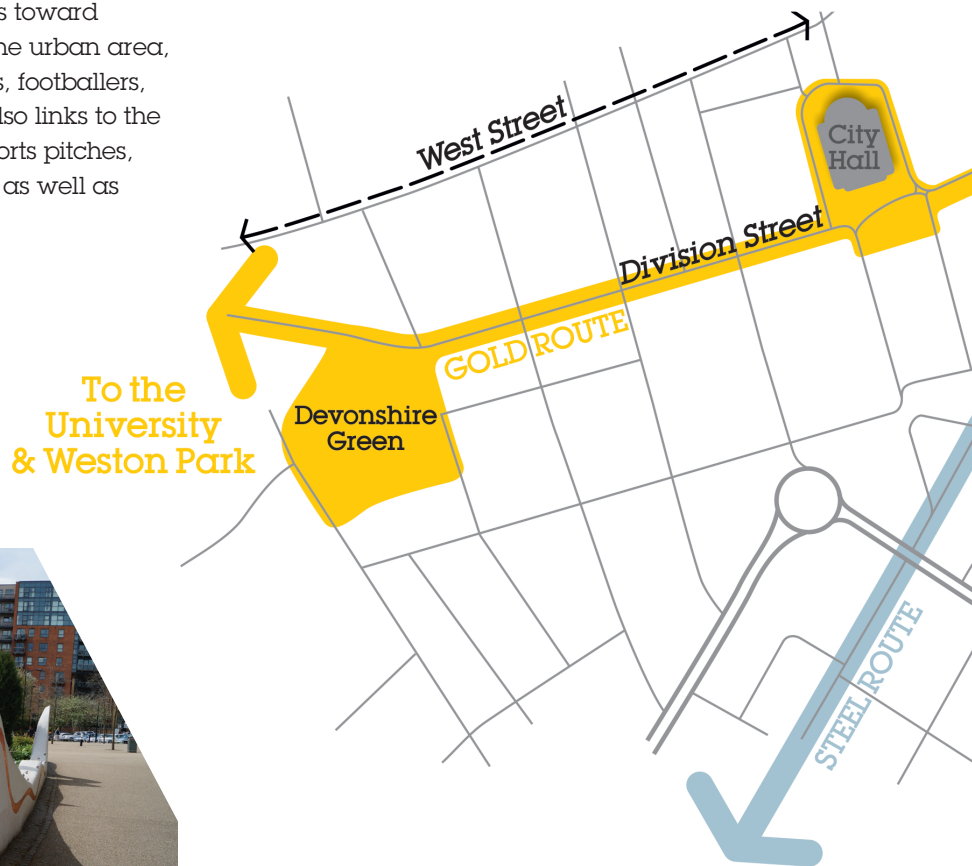 s toward
he urban area,
s, footballers,
lso links to the
orts pitches,
as well as
West Street
City
Hall
Division Street
GOLD ROUTE
To the
University
& Weston Park
Devonshire
Green
STEEL ROUTE